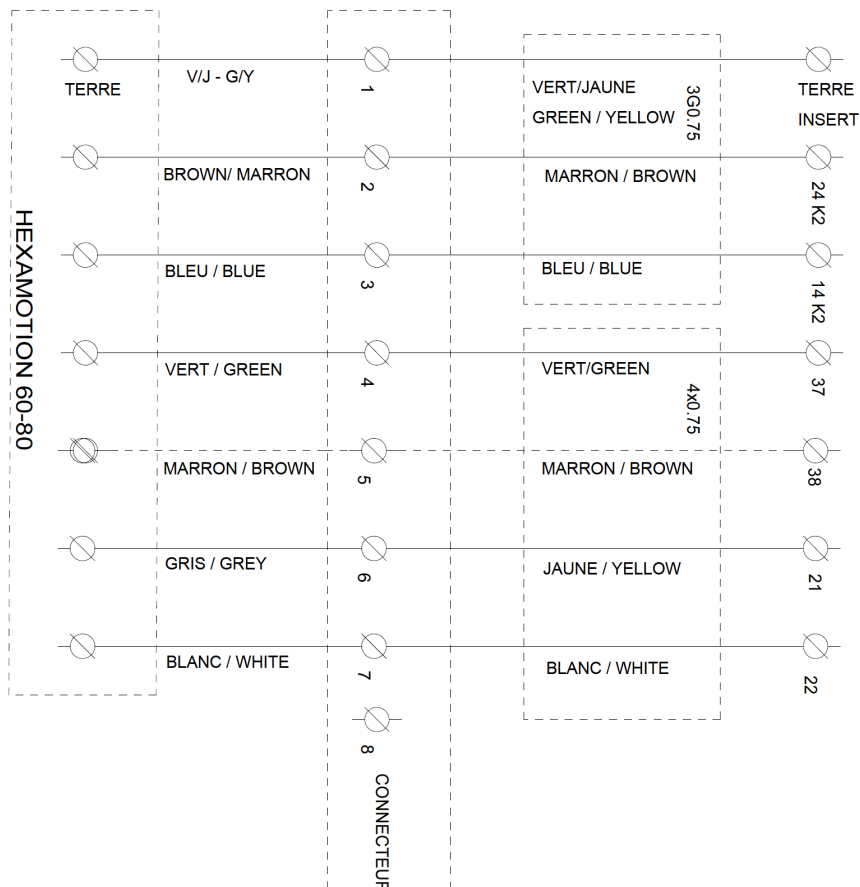 V/J - G/Y
TERRE
1
VERT/JAUNE
GREEN / YELLOW
3G0.75
TERRE
INSERT
BROWN/ MARRON
2
MARRON / BROWN
24 K2
HEXAMOTION 60-80
BLEU / BLUE
3
BLEU / BLUE
14 K2
VERT / GREEN
4
VERT/GREEN
4x0.75
37
MARRON / BROWN
5
MARRON / BROWN
38
GRIS / GREY
6
JAUNE / YELLOW
21
BLANC / WHITE
7
BLANC / WHITE
22
8
CONNECTEUR